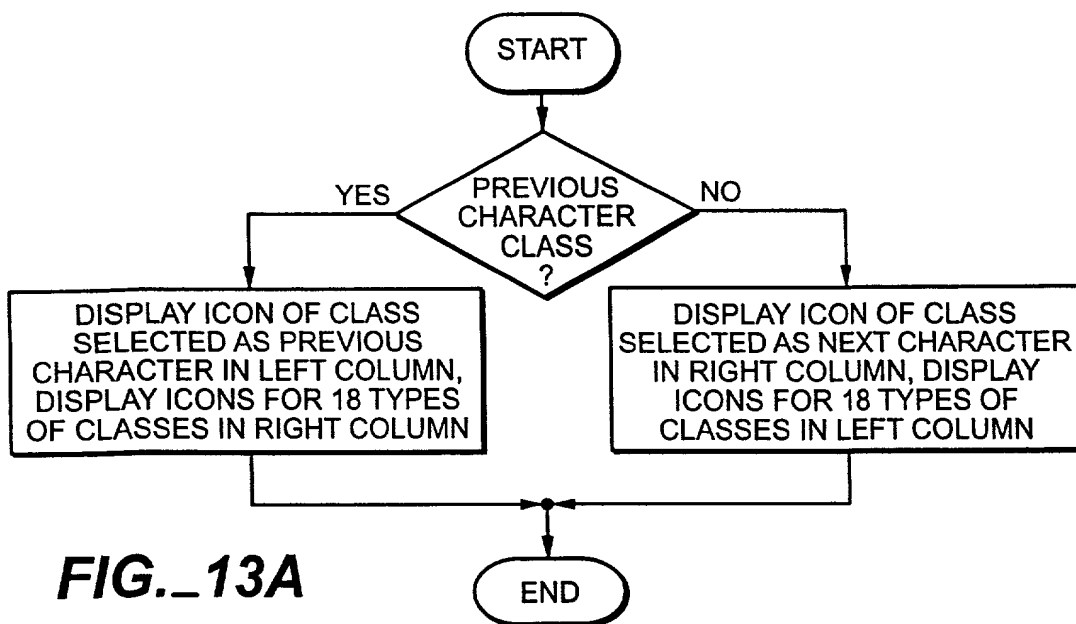 START
PREVIOUS
CHARACTER
CLASS
?
YES
NO
DISPLAY ICON OF CLASS
SELECTED AS PREVIOUS
CHARACTER IN LEFT COLUMN,
DISPLAY ICONS FOR 18 TYPES
OF CLASSES IN RIGHT COLUMN
DISPLAY ICON OF CLASS
SELECTED AS NEXT CHARACTER
IN RIGHT COLUMN, DISPLAY
ICONS FOR 18 TYPES OF
CLASSES IN LEFT COLUMN
END
FIG._13A